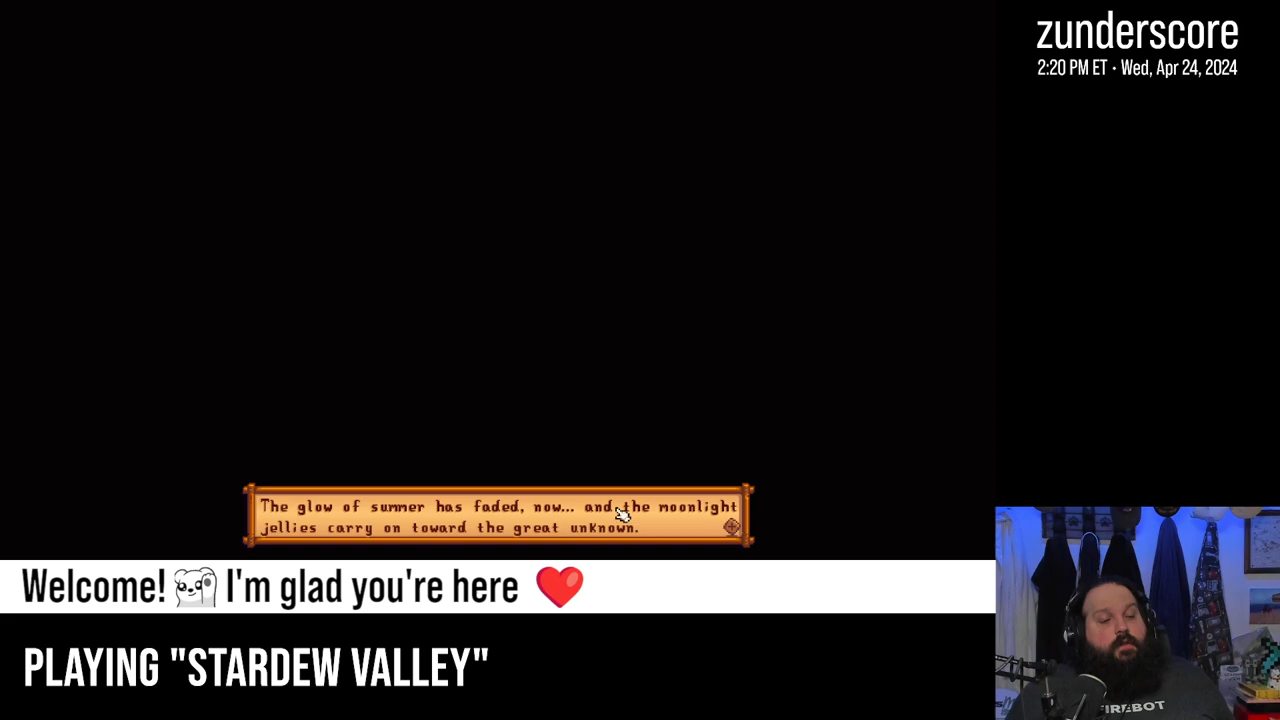 zunderscore
2:20 PM ET • Wed, Apr 24, 2024
The glow of summer has faded, now... and the moonlight
jellies carry on toward the great unknown.
Welcome! I'm glad you're here
PLAYING "STARDEW VALLEY"
FIREBOT